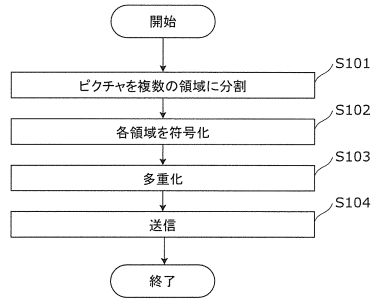 開始
S101
ピクチャを複数の領域に分割
S102
各領域を符号化
S103
多重化
S104
送信
終了